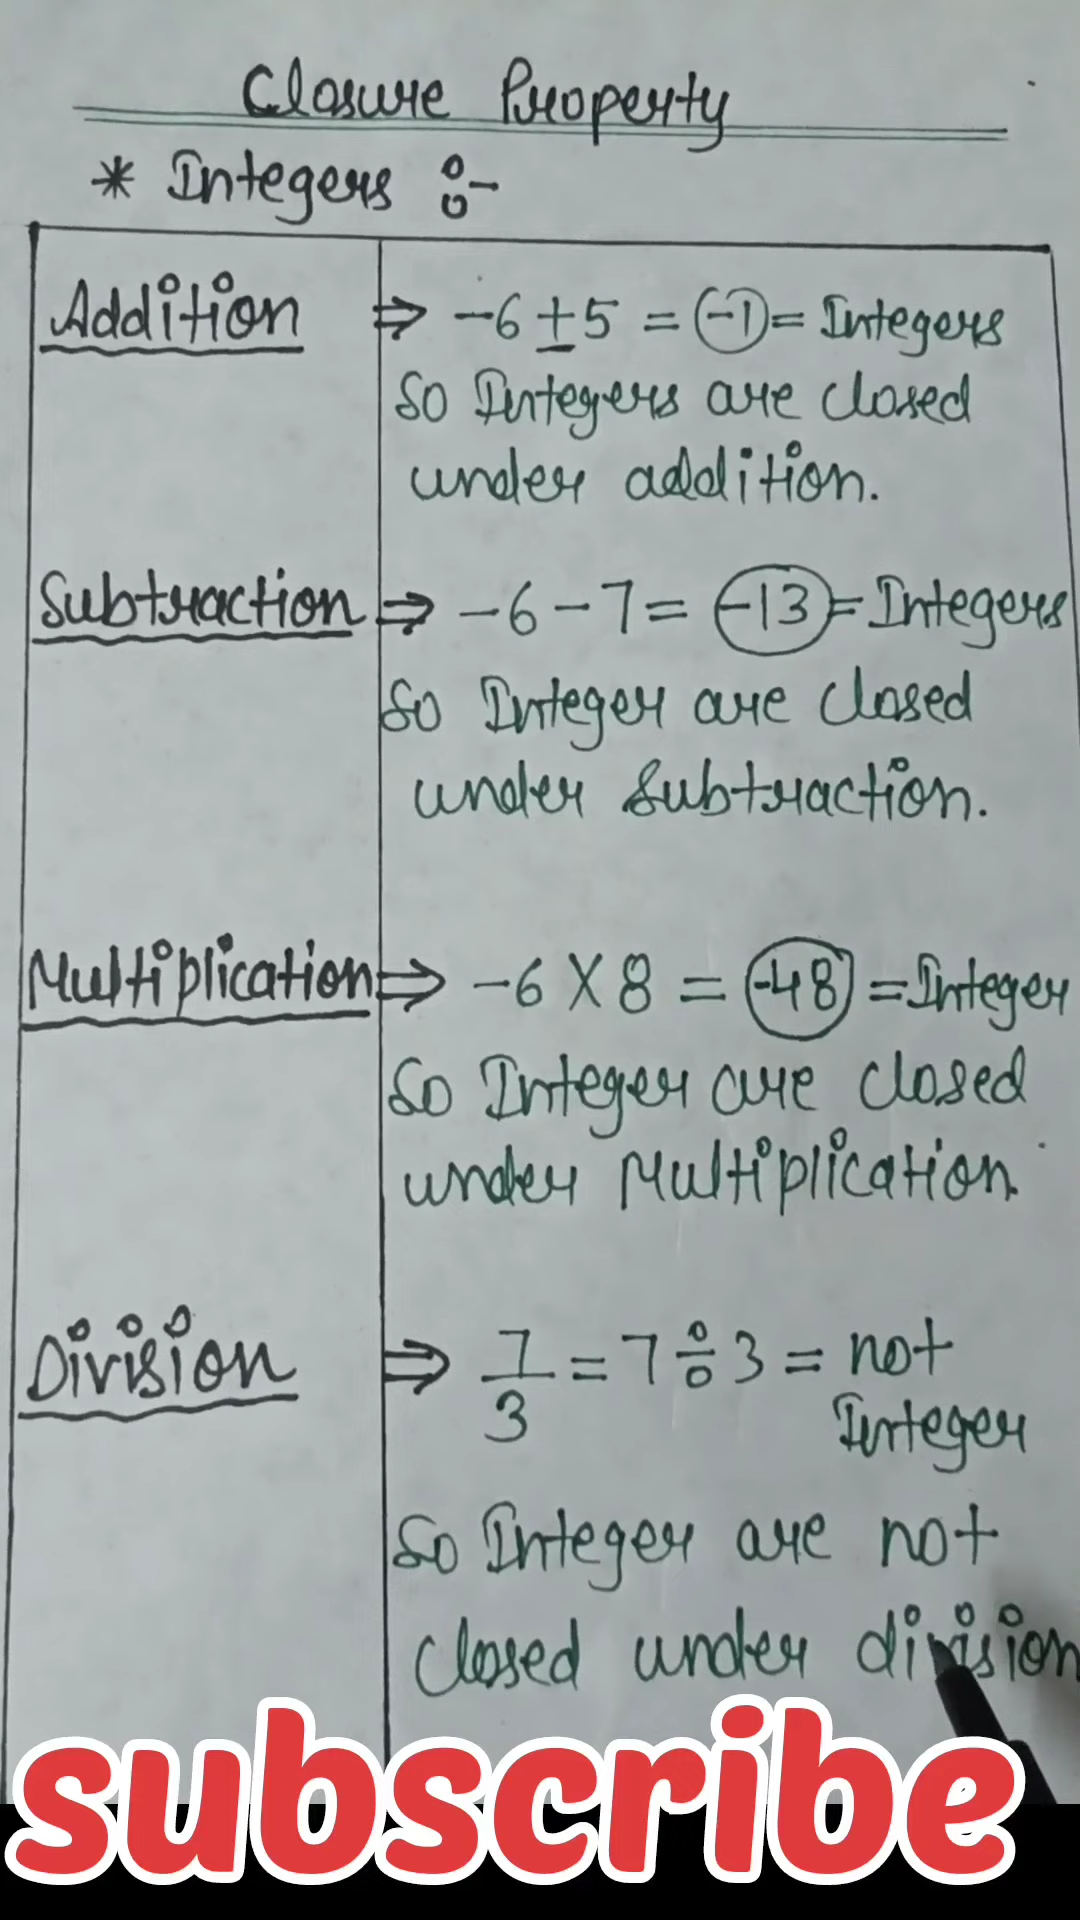 Closure Property
* Integers :-
Addition ⇒ -6 + 5 = -1 = Integers
So Integers are closed
under addition.
Subtraction ⇒ -6 - 7 = -13 = Integers
So Integer are closed
under Subtraction.
Multiplication ⇒ -6 X 8 = -48 = Integer
So Integer are closed
under Multiplication.
Division ⇒ 7/3 = 7 ÷ 3 = not
Integer
So Integer are not
closed under division
subscribe